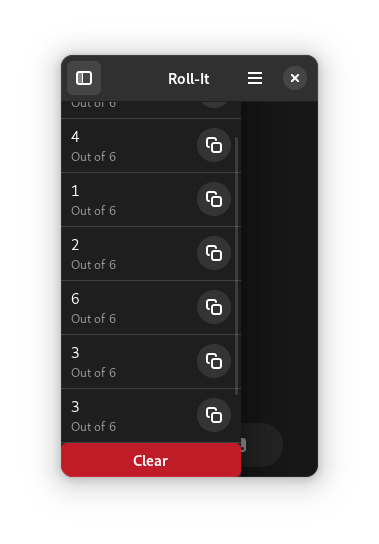 Roll-It
Out of 6
4
Out of 6
1
Out of 6
2
Out of 6
6
Out of 6
3
Out of 6
3
Out of 6
Clear